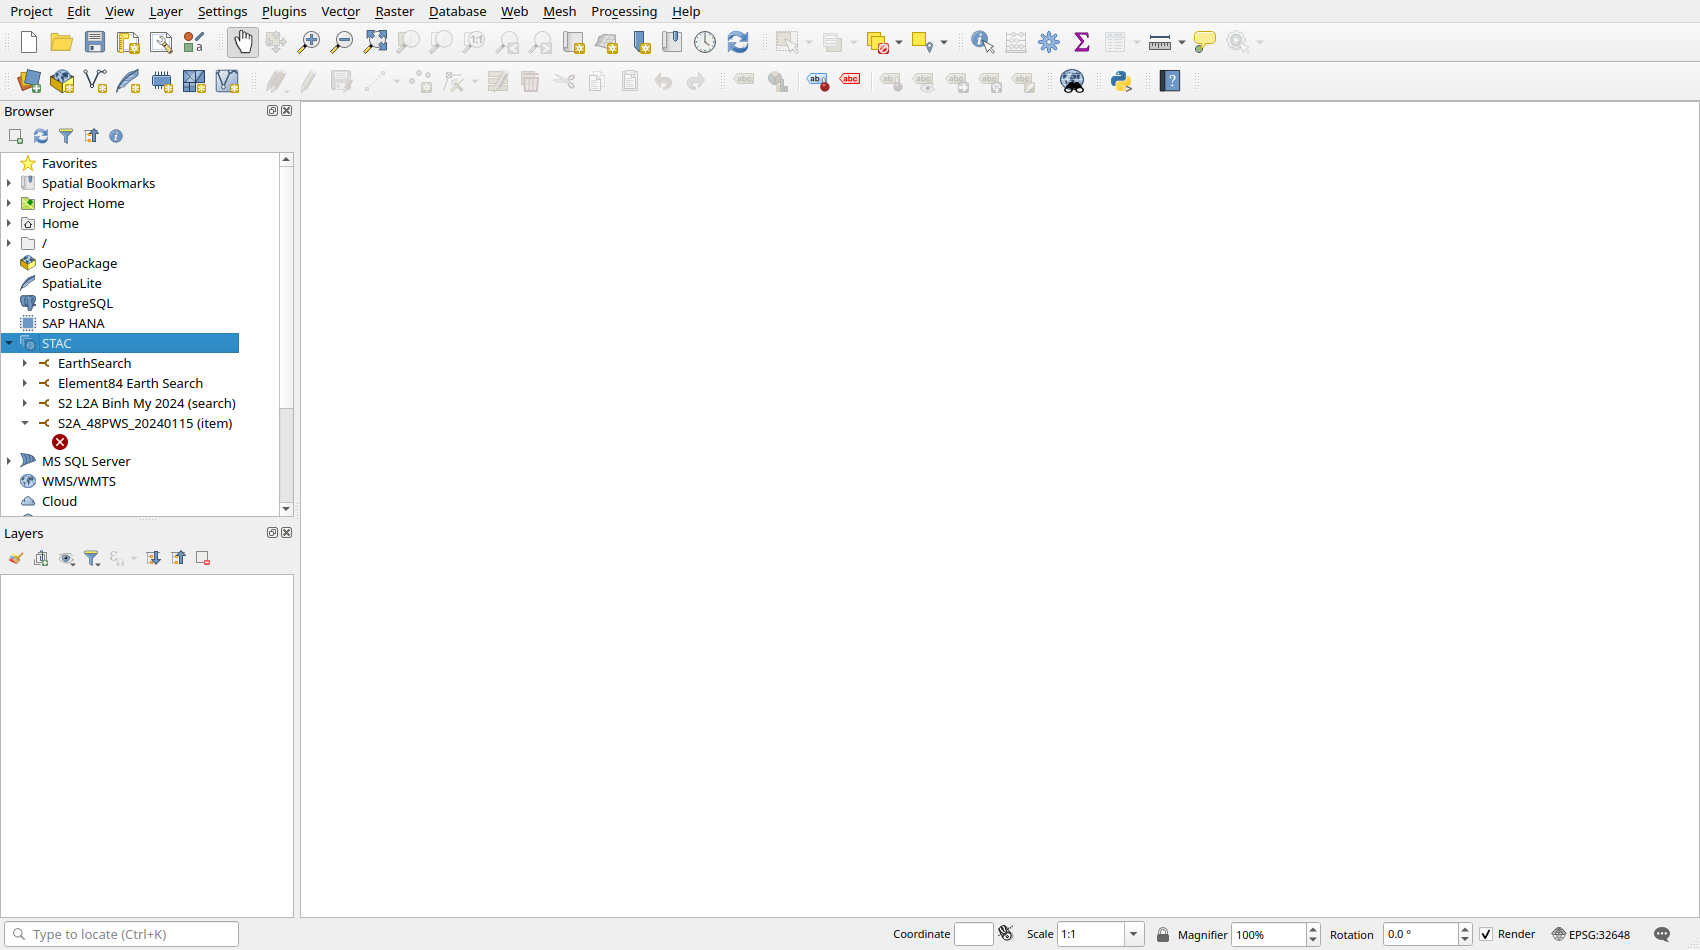 Project Edit View Layer Settings Plugins Vector Raster Database Web Mesh Processing Help
Browser
Favorites
Spatial Bookmarks
Project Home
Home
/
GeoPackage
SpatiaLite
PostgreSQL
SAP HANA
STAC
EarthSearch
Element84 Earth Search
S2 L2A Binh My 2024 (search)
S2A_48PWS_20240115 (item)
MS SQL Server
WMS/WMTS
Cloud
Layers
Type to locate (Ctrl+K)
Coordinate Scale 1:1 Magnifier 100% Rotation 0.0 ° Render EPSG:32648